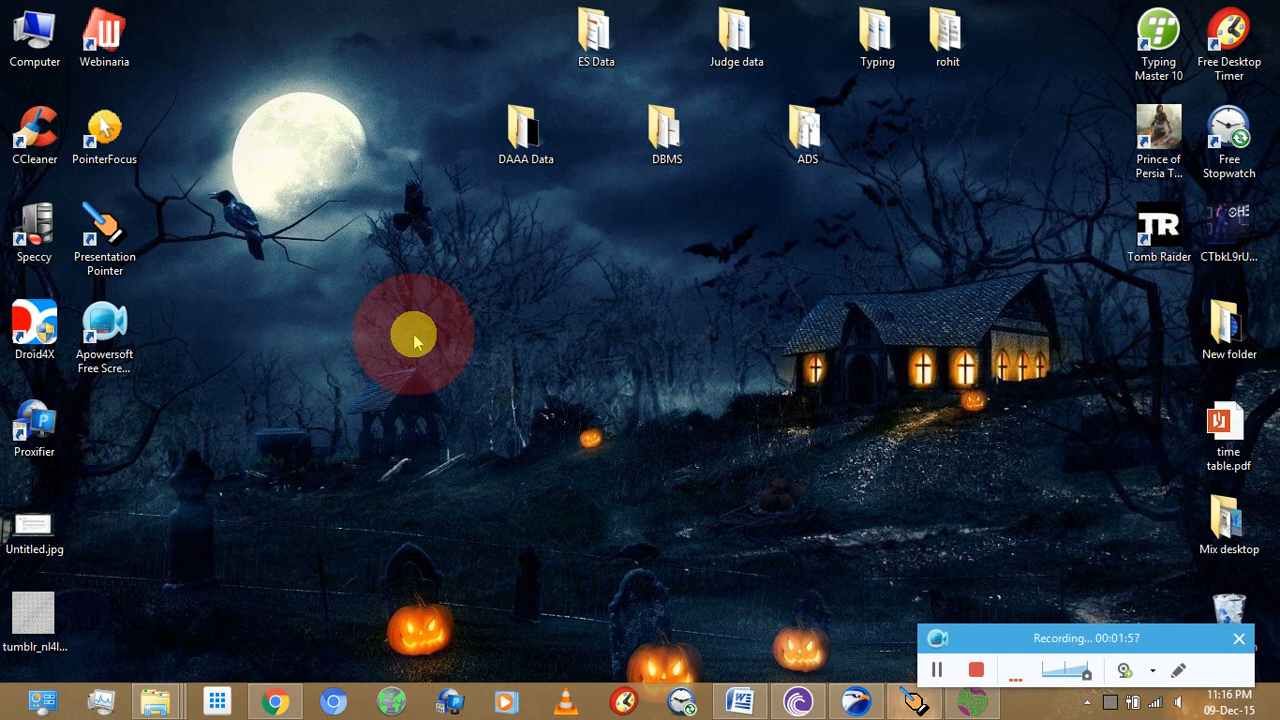 Computer
Webinaria
ES Data
Judge data
Typing
rohit
Typing
Master 10
Free Desktop
Timer
CCleaner
PointerFocus
DAAA Data
DBMS
ADS
Prince of
Persia T...
Free
Stopwatch
Speccy
Presentation
Pointer
TR
Tomb Raider
CTbkL9rU...
Droid4X
Apowersoft
Free Scre...
New folder
Proxifier
time
table.pdf
Untitled.jpg
Mix desktop
tumblr_nl4l...
Recording... 00:01:57
11:16 PM
09-Dec-15